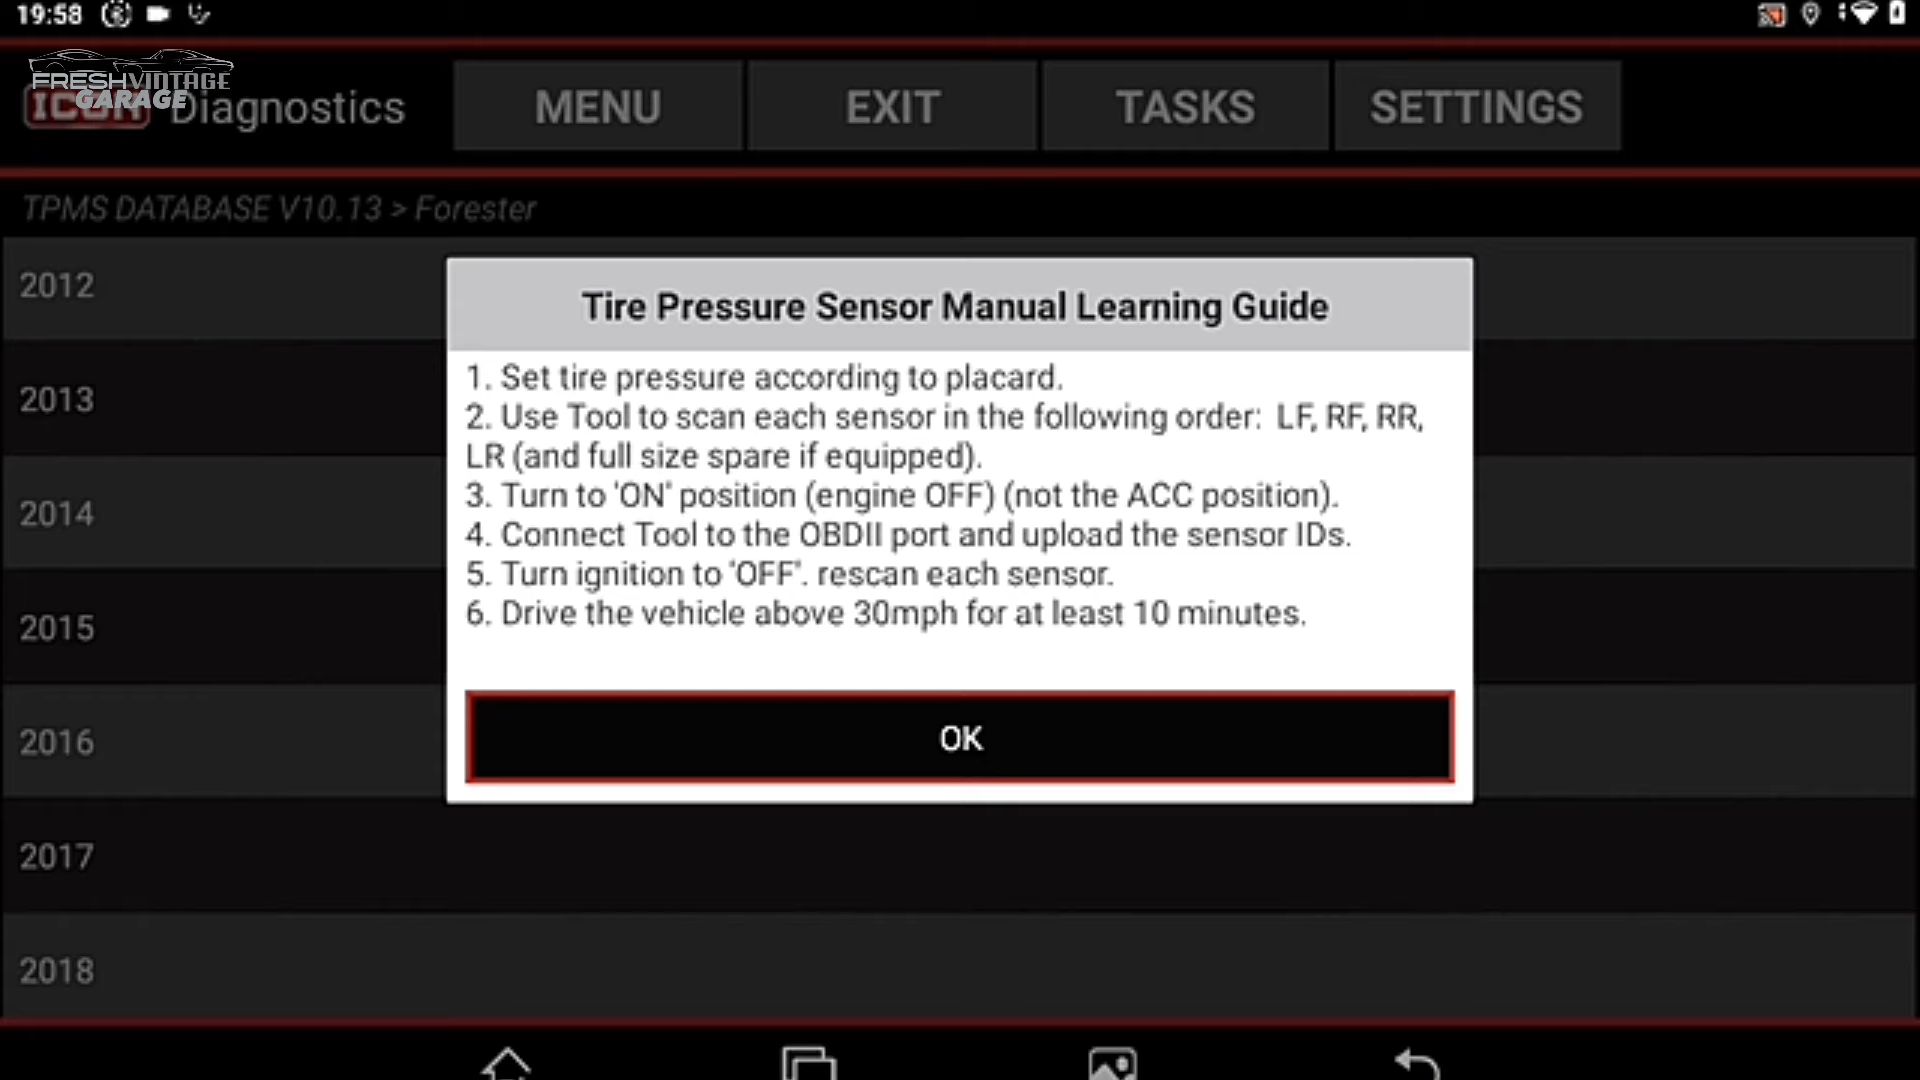 19:58
FRESHVINTAGE
GARAGE
ICON Diagnostics
MENU
EXIT
TASKS
SETTINGS
TPMS DATABASE V10.13 > Forester
2012
2013
2014
2015
2016
2017
2018
Tire Pressure Sensor Manual Learning Guide
1. Set tire pressure according to placard.
2. Use Tool to scan each sensor in the following order: LF, RF, RR,
LR (and full size spare if equipped).
3. Turn to 'ON' position (engine OFF) (not the ACC position).
4. Connect Tool to the OBDII port and upload the sensor IDs.
5. Turn ignition to 'OFF'. rescan each sensor.
6. Drive the vehicle above 30mph for at least 10 minutes.
OK